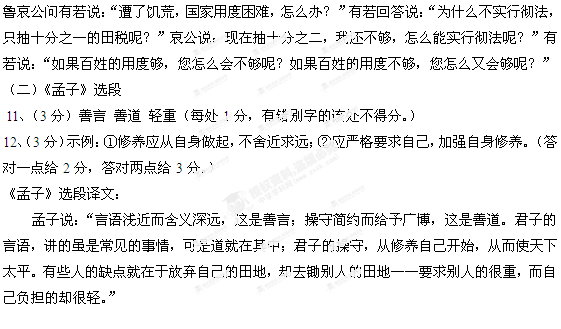 鲁哀公问有若说：“遭了饥荒，国家用度困难，怎么办？”有若回答说：“为什么不实行彻法，
只抽十分之一的田税呢？”哀公说：现在抽十分之二，我还不够，怎么能实行彻法呢？”有
若说：“如果百姓的用度够，您怎么会不够呢？如果百姓的用度不够，您怎么又会够呢？”
（二）《孟子》选段
11、（3 分）善言 善道 轻重（每处 1 分，有错别字的该处不得分。）
12、（3 分）示例：①修养应从自身做起，不舍近求远；②应严格要求自己，加强自身修养。（答
对一点给 2 分，答对两点给 3 分。）
《孟子》选段译文：
孟子说：“言语浅近而含义深远，这是善言；操守简约而给予广博，这是善道。君子的
言语，讲的虽是常见的事情，可是道就在其中；君子的操守，从修养自己开始，从而使天下
太平。有些人的缺点就在于放弃自己的田地，却去锄别人的田地——要求别人的很重，而自
己负担的却很轻。”